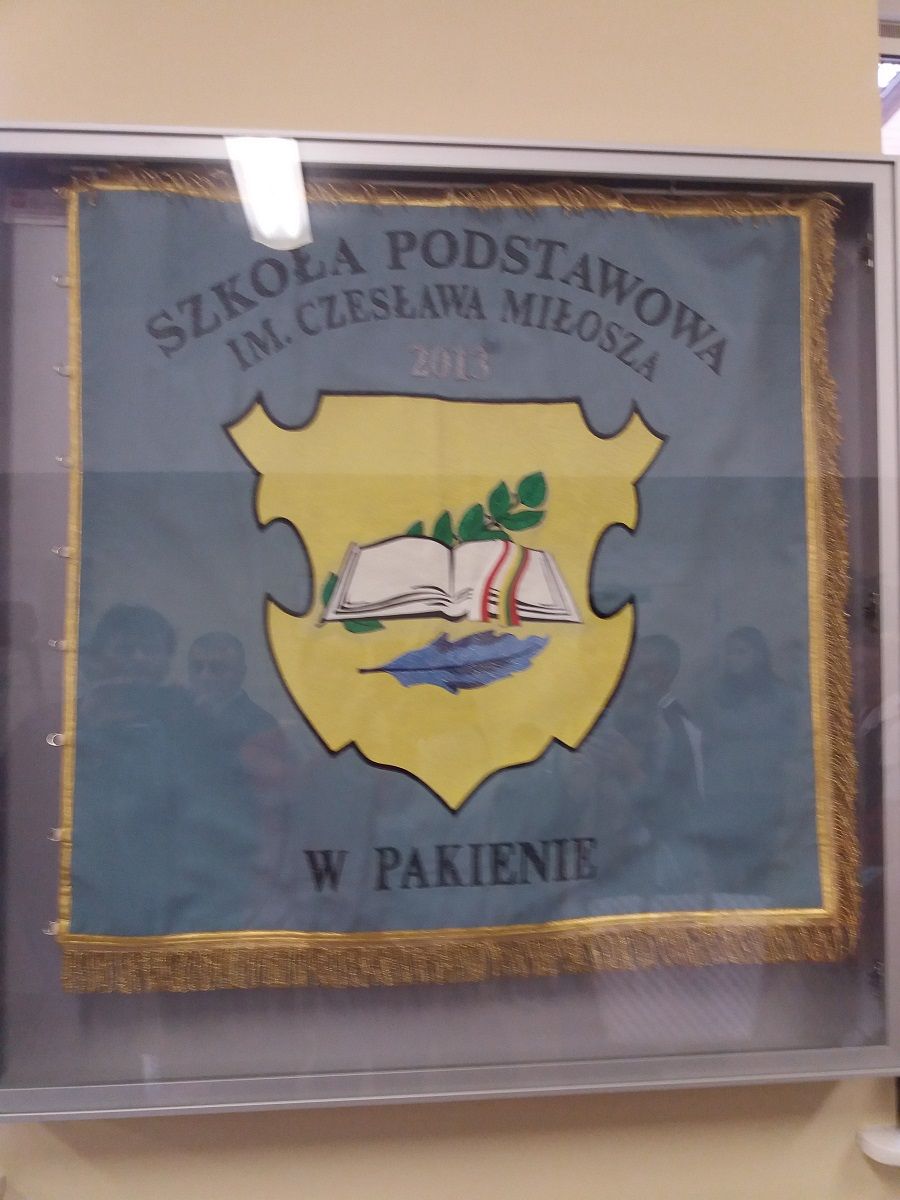 SZKOŁA PODSTAWOWA
IM. CZESŁAWA MIŁOSZA
2013
W PAKIENIE